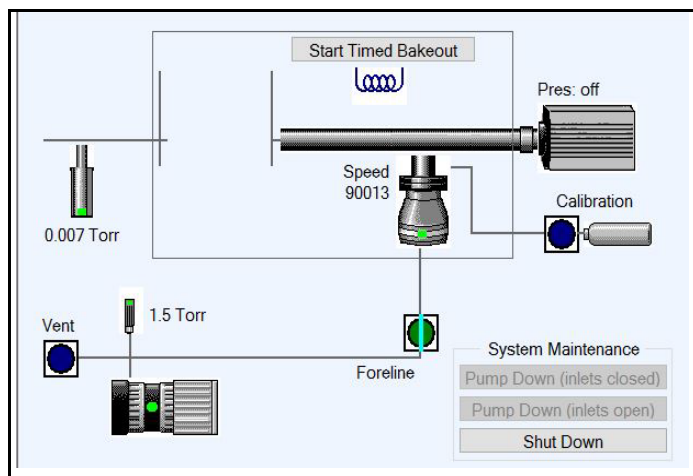 Start Timed Bakeout
Pres: off
Speed
90013
Calibration
0.007 Torr
1.5 Torr
Vent
Foreline
System Maintenance
Pump Down (inlets closed)
Pump Down (inlets open)
Shut Down